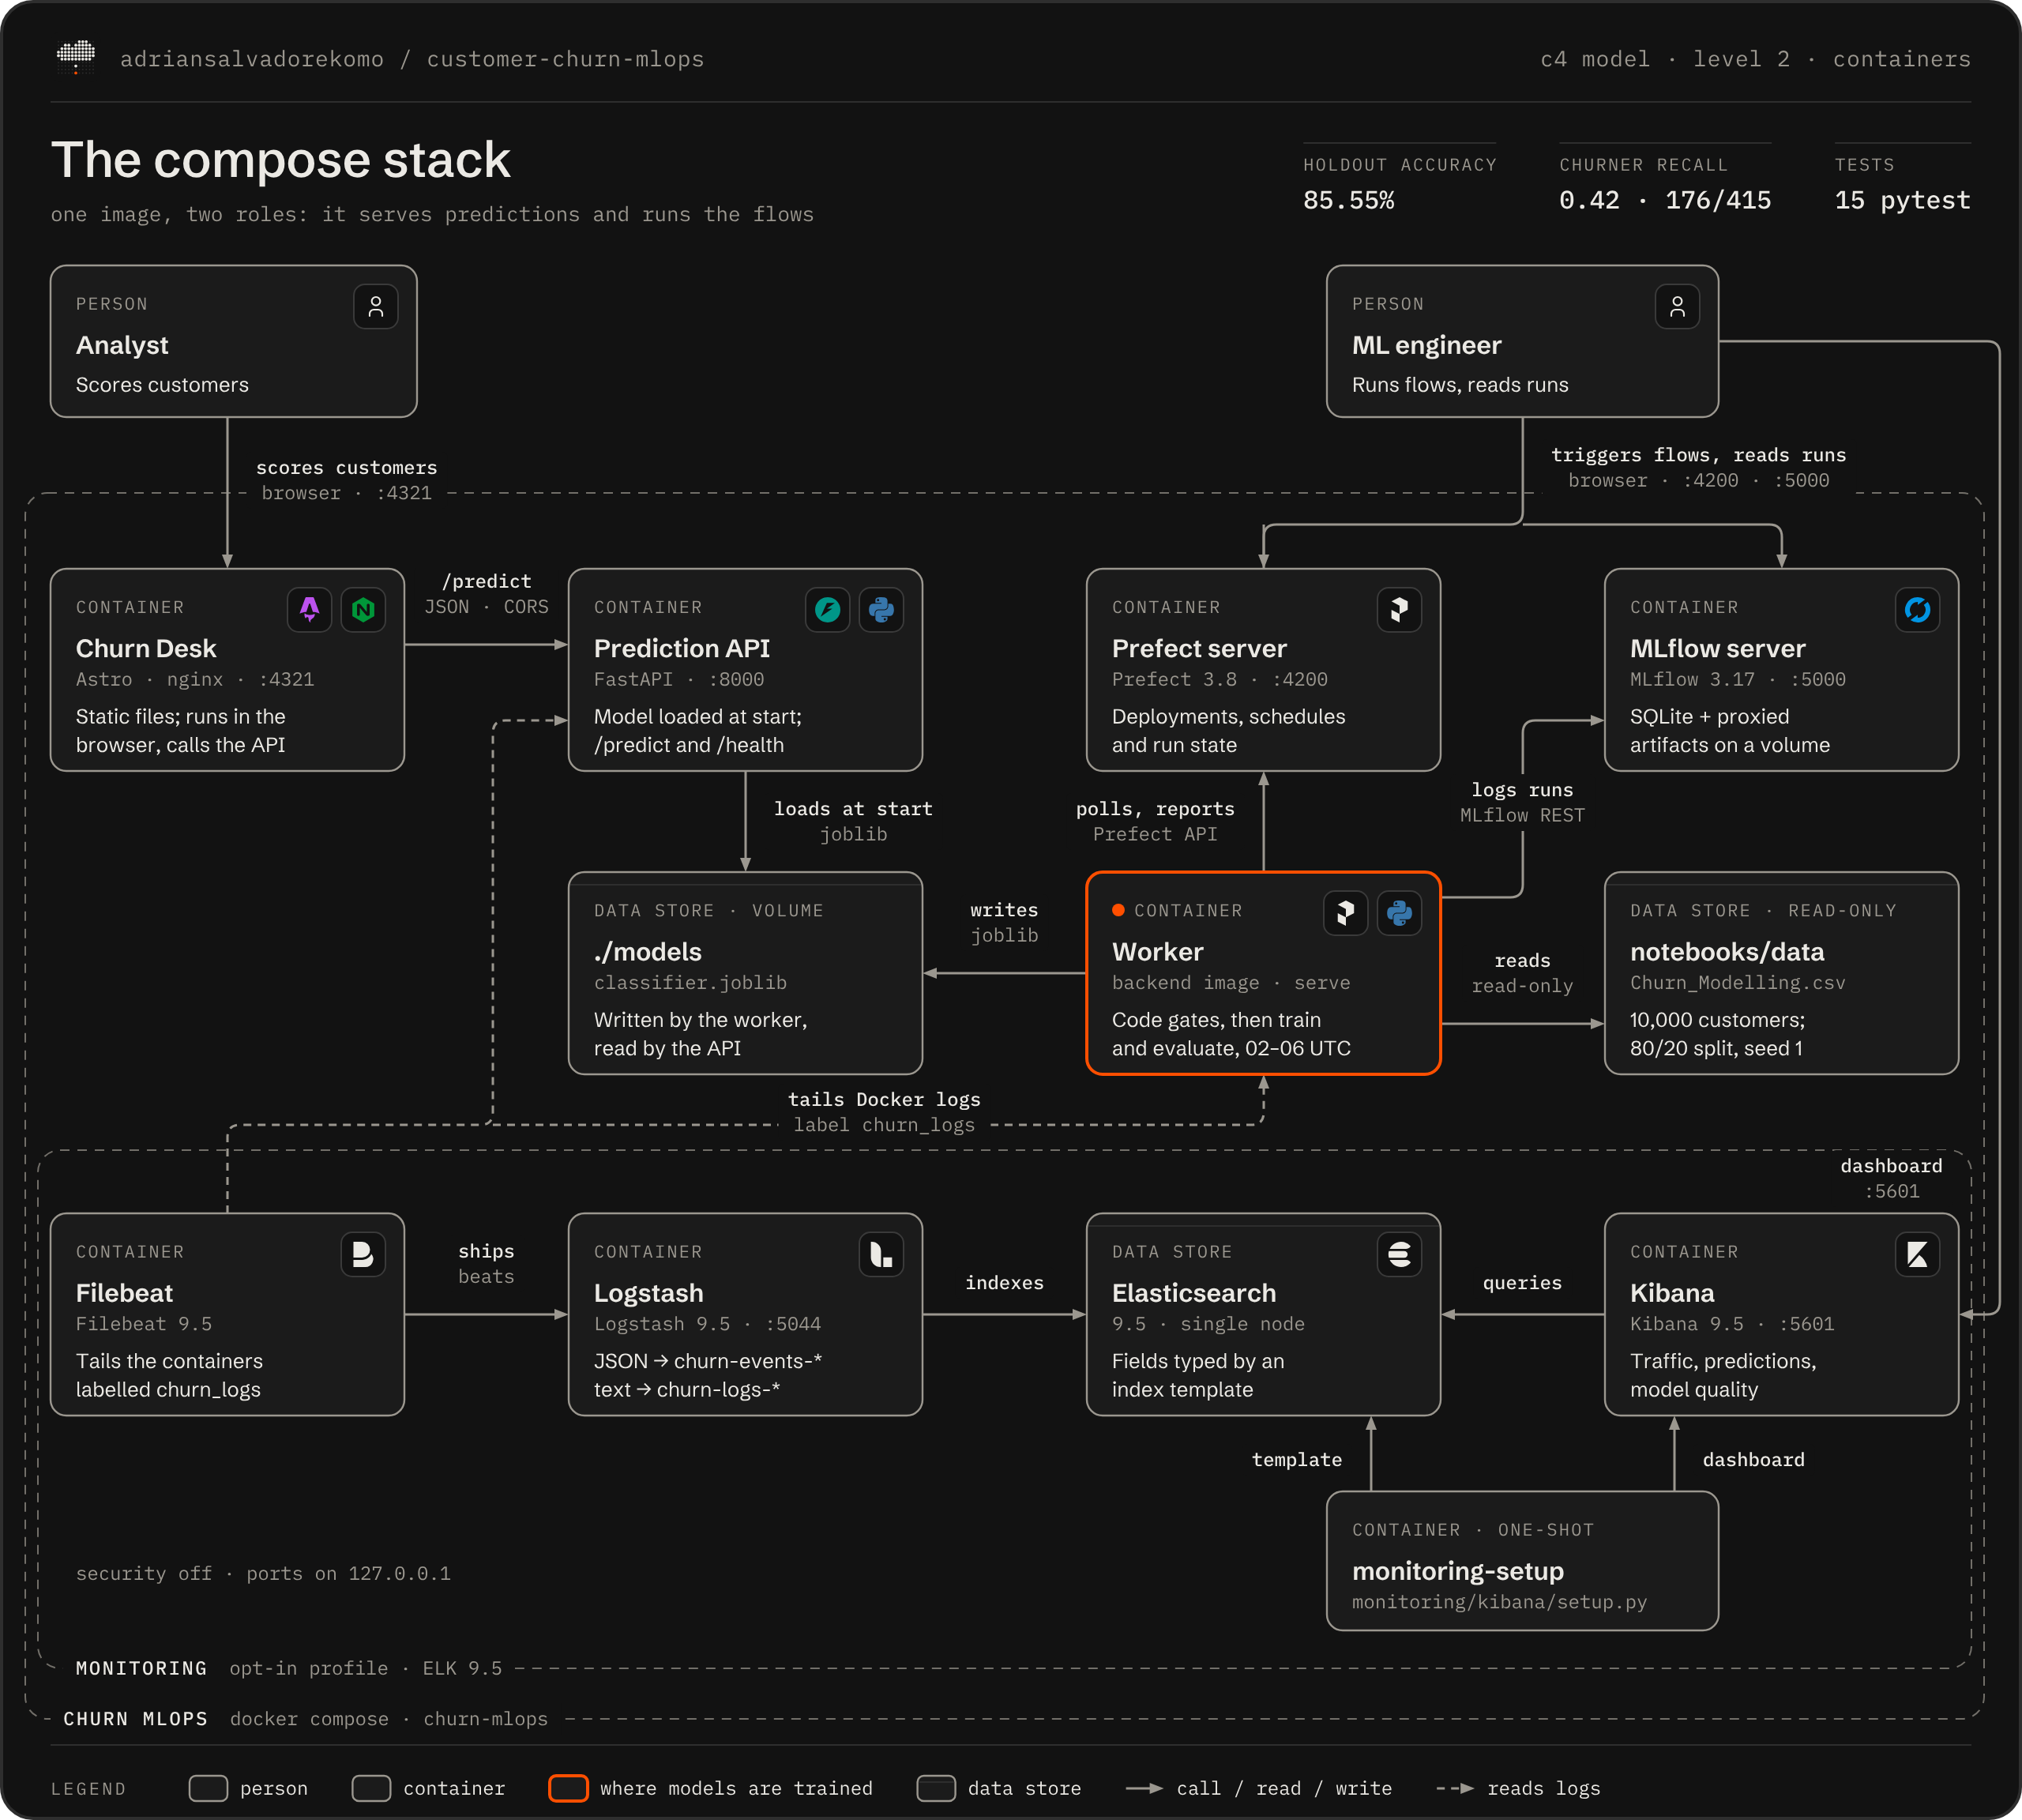 adriansalvadorekomo / customer-churn-mlops
c4 model · level 2 · containers
The compose stack
one image, two roles: it serves predictions and runs the flows
HOLDOUT ACCURACY
85.55%
CHURNER RECALL
0.42 · 176/415
TESTS
15 pytest
PERSON
Analyst
Scores customers
PERSON
ML engineer
Runs flows, reads runs
scores customers
browser · :4321
triggers flows, reads runs
browser · :4200 · :5000
CONTAINER
Churn Desk
Astro · nginx · :4321
Static files; runs in the
browser, calls the API
/predict
JSON · CORS
CONTAINER
Prediction API
FastAPI · :8000
Model loaded at start;
/predict and /health
CONTAINER
Prefect server
Prefect 3.8 · :4200
Deployments, schedules
and run state
CONTAINER
MLflow server
MLflow 3.17 · :5000
SQLite + proxied
artifacts on a volume
loads at start
joblib
polls, reports
Prefect API
logs runs
MLflow REST
DATA STORE · VOLUME
./models
classifier.joblib
Written by the worker,
read by the API
writes
joblib
CONTAINER
Worker
backend image · serve
Code gates, then train
and evaluate, 02–06 UTC
reads
read-only
DATA STORE · READ-ONLY
notebooks/data
Churn_Modelling.csv
10,000 customers;
80/20 split, seed 1
tails Docker logs
label churn_logs
dashboard
:5601
CONTAINER
Filebeat
Filebeat 9.5
Tails the containers
labelled churn_logs
ships
beats
CONTAINER
Logstash
Logstash 9.5 · :5044
JSON → churn-events-*
text → churn-logs-*
indexes
DATA STORE
Elasticsearch
9.5 · single node
Fields typed by an
index template
queries
CONTAINER
Kibana
Kibana 9.5 · :5601
Traffic, predictions,
model quality
template
dashboard
CONTAINER · ONE-SHOT
monitoring-setup
monitoring/kibana/setup.py
security off · ports on 127.0.0.1
MONITORING opt-in profile · ELK 9.5
CHURN MLOPS docker compose · churn-mlops
LEGEND
person
container
where models are trained
data store
call / read / write
reads logs